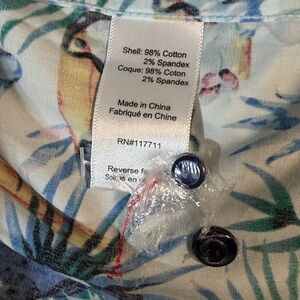 Shell: 98% Cotton
2% Spandex
Coque: 98% Coton
2% Spandex
Made in China
Fabriqué en Chine
RN#117711
Reverse
en